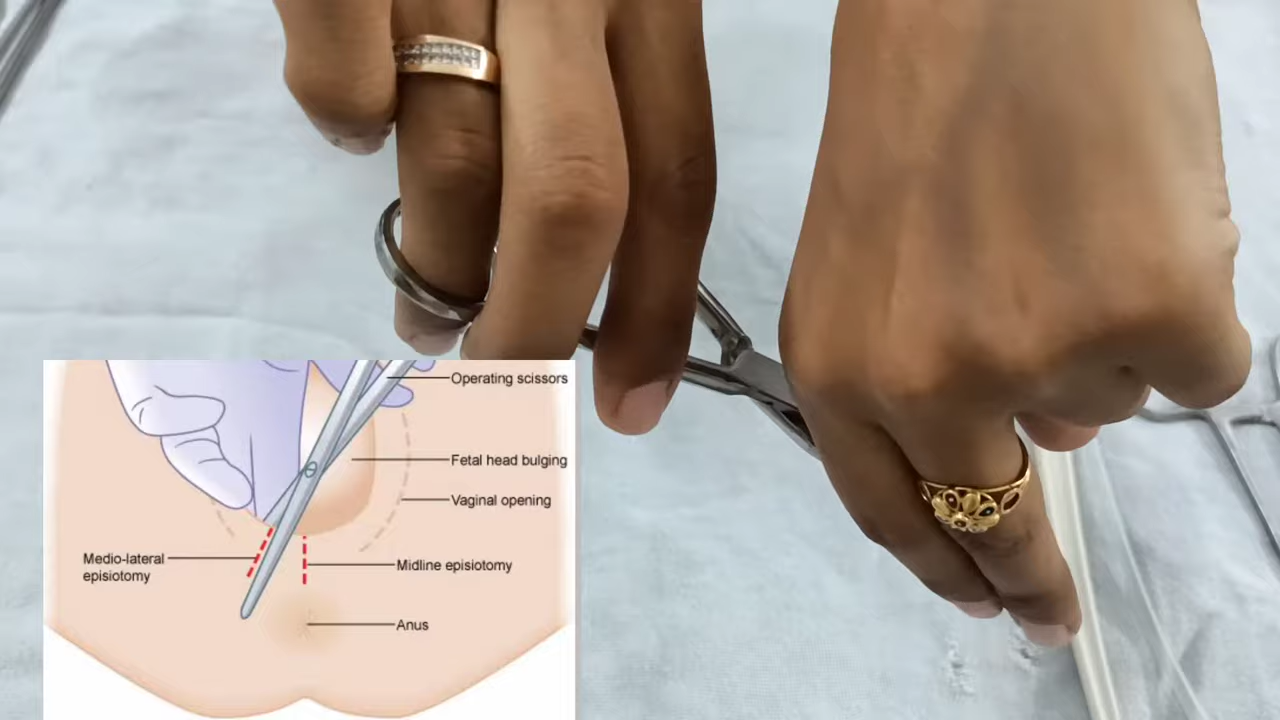 Operating scissors
Fetal head bulging
Vaginal opening
Medio-lateral
episiotomy
Midline episiotomy
Anus